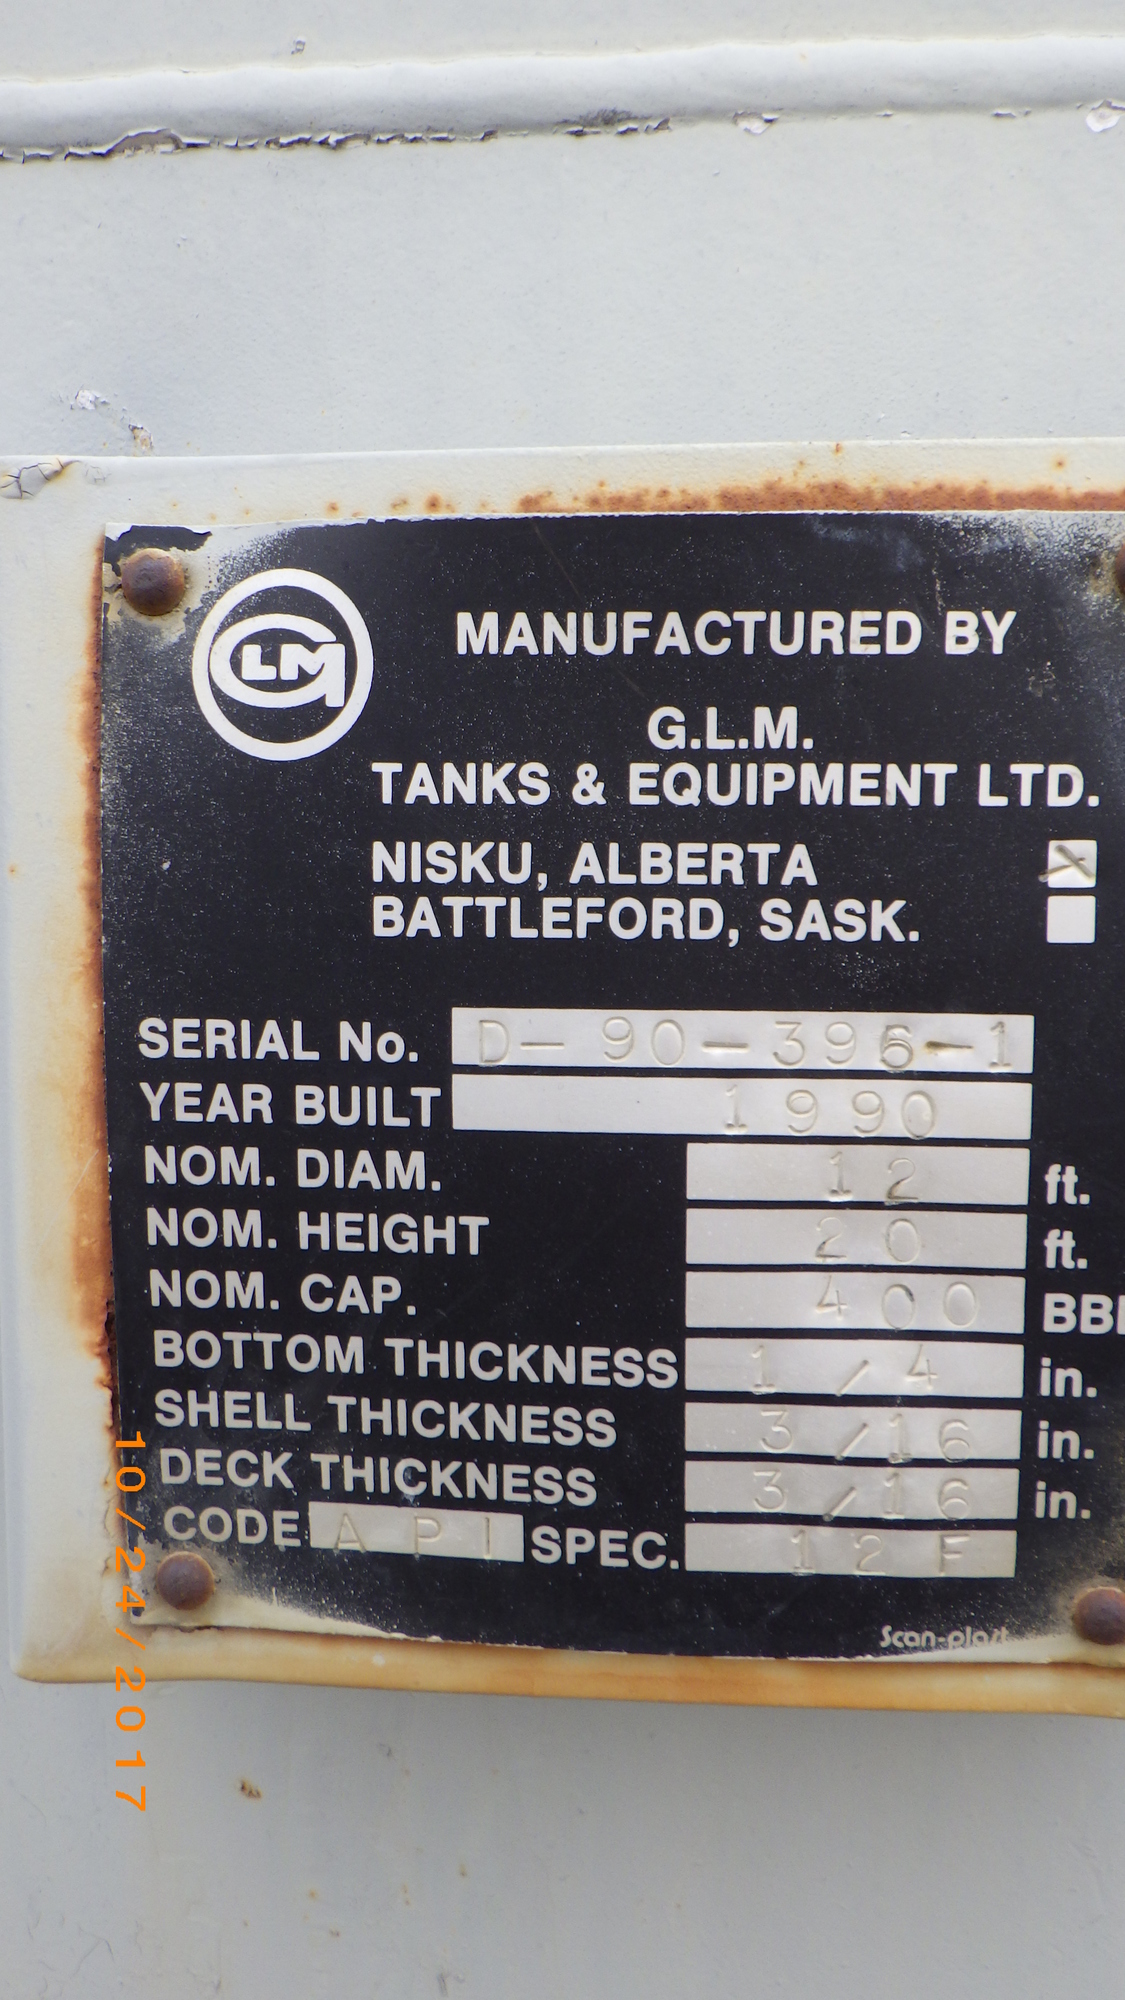 GLM
MANUFACTURED BY
G.L.M.
TANKS & EQUIPMENT LTD.
NISKU, ALBERTA X
BATTLEFORD, SASK.
SERIAL No. D-90-396-1
YEAR BUILT 1990
NOM. DIAM. 12 ft.
NOM. HEIGHT 20 ft.
NOM. CAP. 400 BBl
BOTTOM THICKNESS 1/4 in.
SHELL THICKNESS 3/16 in.
DECK THICKNESS 3/16 in.
CODE API SPEC. 12F
Scan-plast
10/24/2017